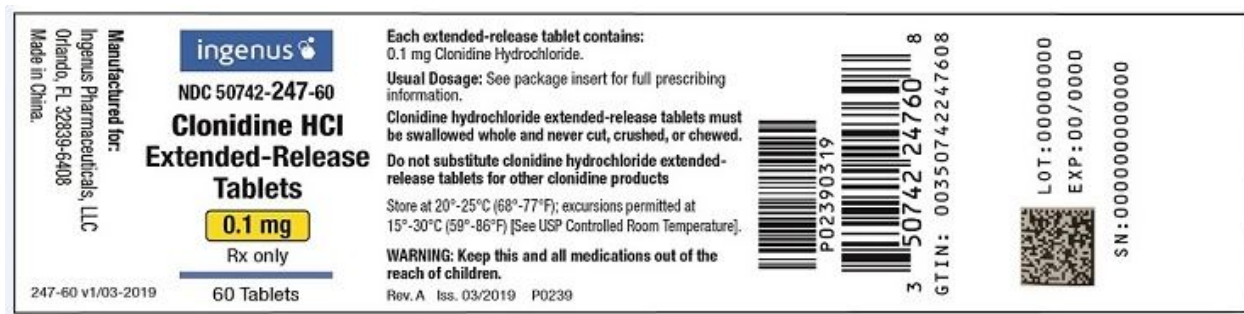 Manufactured for:
Ingenus Pharmaceuticals, LLC
Orlando, FL 32839-6408
Made in China.
247-60 v1/03-2019
ingenus
NDC 50742-247-60
Clonidine HCl
Extended-Release
Tablets
0.1 mg
Rx only
60 Tablets
Each extended-release tablet contains:
0.1 mg Clonidine Hydrochloride.
Usual Dosage: See package insert for full prescribing
information.
Clonidine hydrochloride extended-release tablets must
be swallowed whole and never cut, crushed, or chewed.
Do not substitute clonidine hydrochloride extended-
release tablets for other clonidine products
Store at 20°-25°C (68°-77°F); excursions permitted at
15°-30°C (59°-86°F) [See USP Controlled Room Temperature].
WARNING: Keep this and all medications out of the
reach of children.
Rev. A Iss. 03/2019 P0239
P02390319
3 50742 24760 8
GTIN: 00350742247608
LOT:00000000
EXP:00/0000
SN:00000000000000